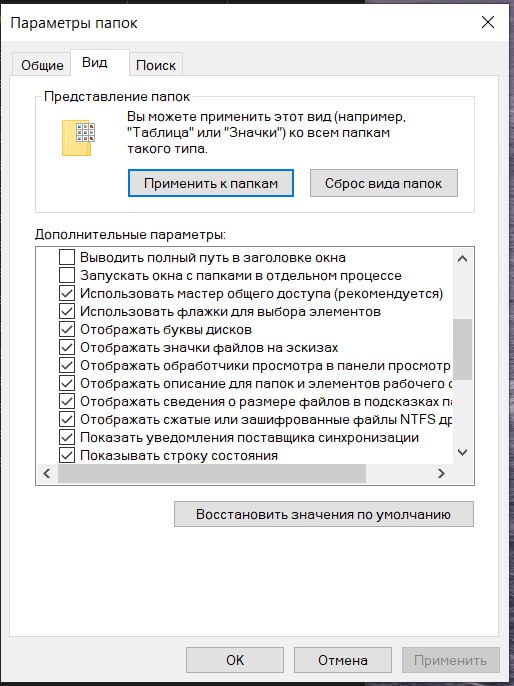 Параметры папок
Общие Вид Поиск
Представление папок
Вы можете применить этот вид (например,
"Таблица" или "Значки") ко всем папкам
такого типа.
Применить к папкам Сброс вида папок
Дополнительные параметры:
Выводить полный путь в заголовке окна
Запускать окна с папками в отдельном процессе
Использовать мастер общего доступа (рекомендуется)
Использовать флажки для выбора элементов
Отображать буквы дисков
Отображать значки файлов на эскизах
Отображать обработчики просмотра в панели просмотр
Отображать описание для папок и элементов рабочего с
Отображать сведения о размере файлов в подсказках па
Отображать сжатые или зашифрованные файлы NTFS др
Показать уведомления поставщика синхронизации
Показывать строку состояния
Восстановить значения по умолчанию
OK Отмена Применить